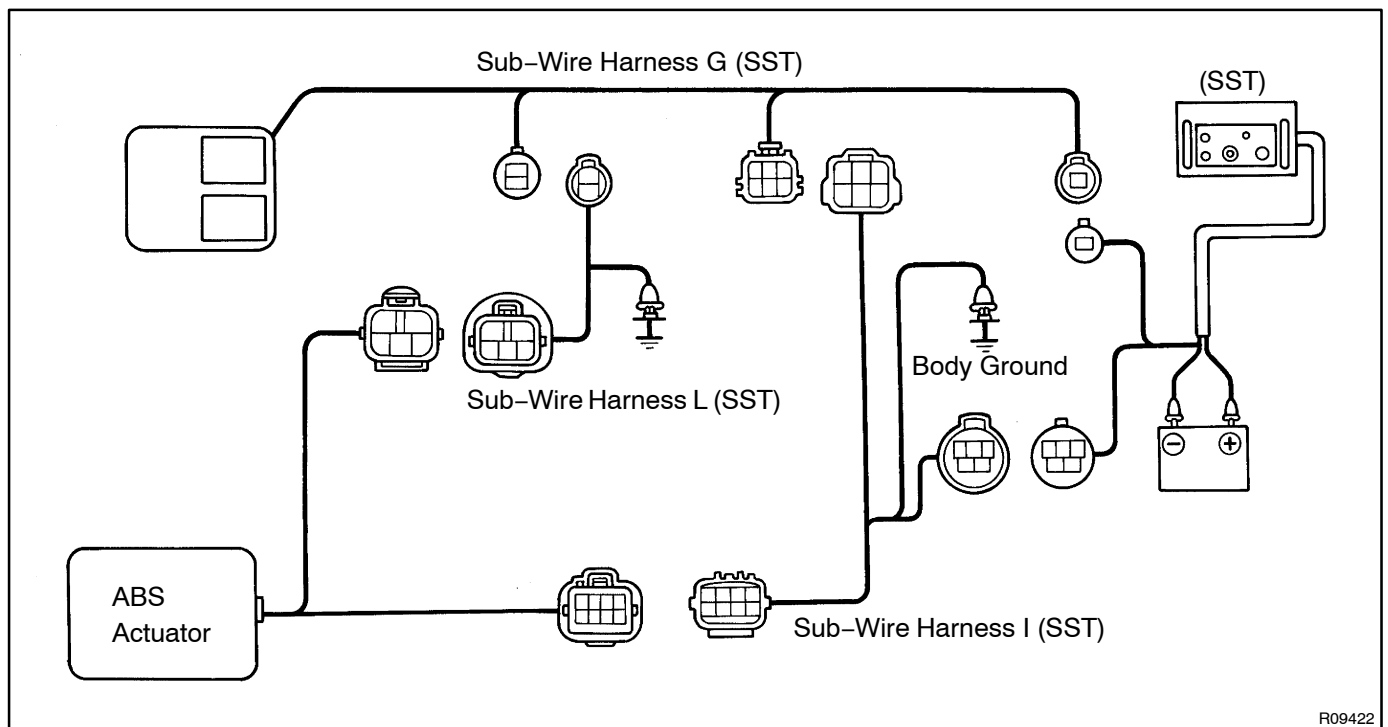 Sub−Wire Harness G (SST)
(SST)
Body Ground
Sub−Wire Harness L (SST)
− +
ABS
Actuator
Sub−Wire Harness I (SST)
R09422